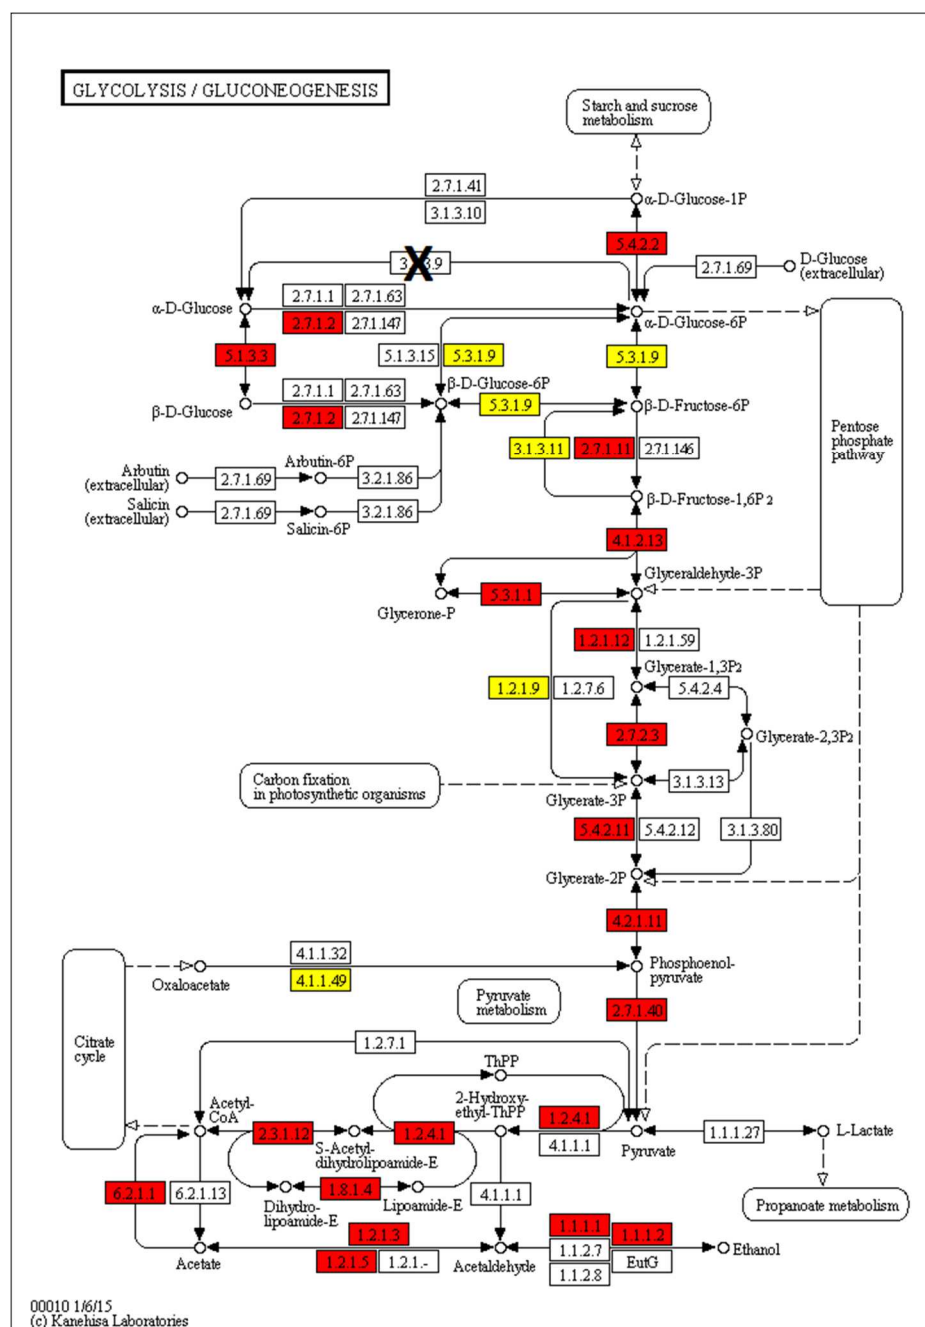 GLYCOLYSIS / GLUCONEOGENESIS
Starch and sucrose
metabolism
2.7.1.41
3.1.3.10
α-D-Glucose-1P
5.4.2.2
X
D-Glucose
(extracellular)
2.7.1.69
α-D-Glucose
2.7.1.1
2.7.1.63
2.7.1.2
2.7.1.147
α-D-Glucose-6P
5.1.3.3
5.1.3.15
5.3.1.9
5.3.1.9
β-D-Glucose
2.7.1.1
2.7.1.63
2.7.1.2
2.7.1.147
β-D-Glucose-6P
5.3.1.9
β-D-Fructose-6P
Pentose
phosphate
pathway
3.1.3.11
2.7.1.11
2.7.1.146
Arbutin
(extracellular)
2.7.1.69
Arbutin-6P
3.2.1.86
Salicin
(extracellular)
2.7.1.69
Salicin-6P
3.2.1.86
β-D-Fructose-1,6P2
4.1.2.13
Glyceraldehyde-3P
5.3.1.1
Glycerone-P
1.2.1.12
1.2.1.59
Glycerate-1,3P2
1.2.1.9
1.2.7.6
5.4.2.4
2.7.2.3
Glycerate-2,3P2
Carbon fixation
in photosynthetic organisms
3.1.3.13
Glycerate-3P
5.4.2.11
5.4.2.12
3.1.3.80
Glycerate-2P
4.2.1.11
4.1.1.32
Oxaloacetate
4.1.1.49
Phosphoenol-
pyruvate
Pyruvate
metabolism
2.7.1.40
Citrate
cycle
1.2.7.1
ThPP
Acetyl-
CoA
2-Hydroxy-
ethyl-ThPP
2.3.1.12
S-Acetyl-
dihydrolipoamide-E
1.2.4.1
1.2.4.1
4.1.1.1
Pyruvate
1.1.1.27
L-Lactate
6.2.1.1
6.2.1.13
1.8.1.4
Dihydro-
lipoamide-E
Lipoamide-E
4.1.1.1
Propanoate metabolism
Acetate
1.2.1.3
1.2.1.5
1.2.1.-
Acetaldehyde
1.1.1.1
1.1.1.2
1.1.2.7
EutG
1.1.2.8
Ethanol
00010 1/6/15
(c) Kanehisa Laboratories